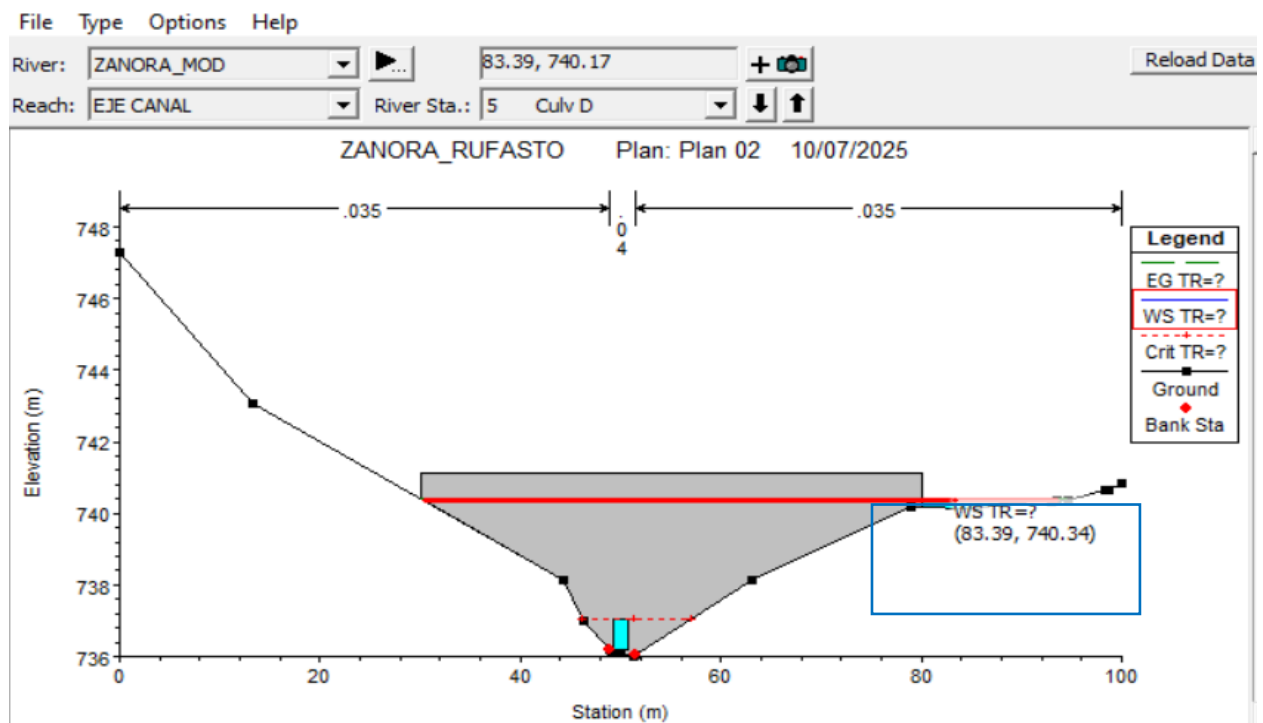 File Type Options Help
River: ZANORA_MOD 83.39, 740.17 Reload Data
Reach: EJE CANAL River Sta.: 5 Culv D
ZANORA_RUFASTO Plan: Plan 02 10/07/2025
.035
.04
.035
Legend
EG TR=?
WS TR=?
Crit TR=?
Ground
Bank Sta
Elevation (m)
748
746
744
742
740
738
736
WS TR=?
(83.39, 740.34)
0 20 40 60 80 100
Station (m)